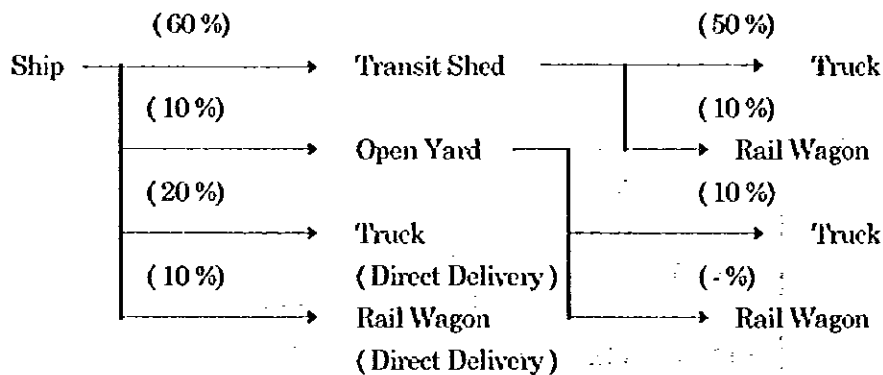 (60%) (50%)
Ship Transit Shed Truck
(10%) (10%)
Open Yard Rail Wagon
(20%) (10%)
Truck Truck
(10%) (Direct Delivery) (-%)
Rail Wagon Rail Wagon
(Direct Delivery)